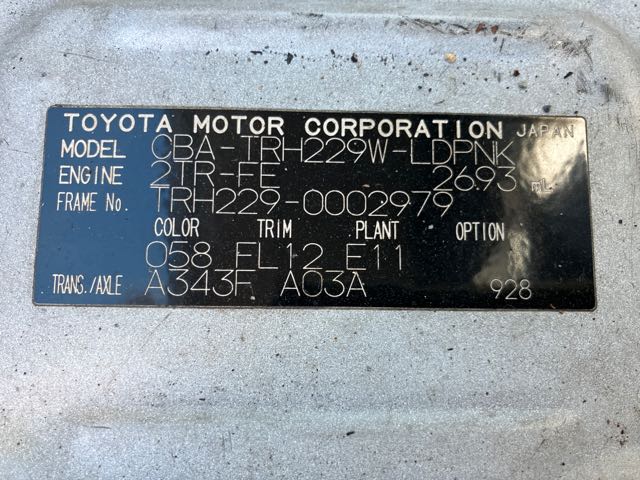 TOYOTA MOTOR CORPORATION JAPAN
MODEL CBA-TRH229W-LDPNK
ENGINE 2TR-FE 2693 mL
FRAME No. TRH229-0002979
COLOR TRIM PLANT OPTION
058 FL12 E11
TRANS./AXLE A343F A03A 928